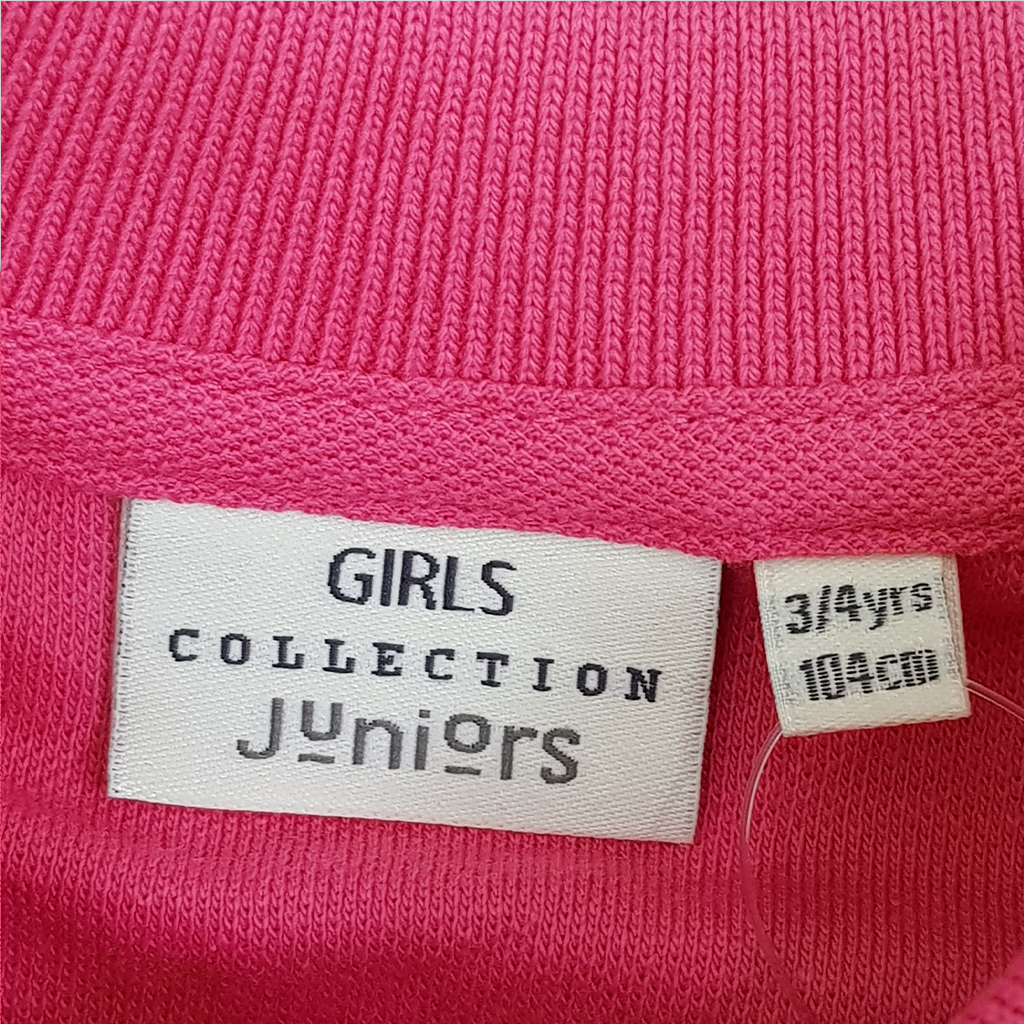 GIRLS
COLLECTION
Juniors
3/4yrs
104cm